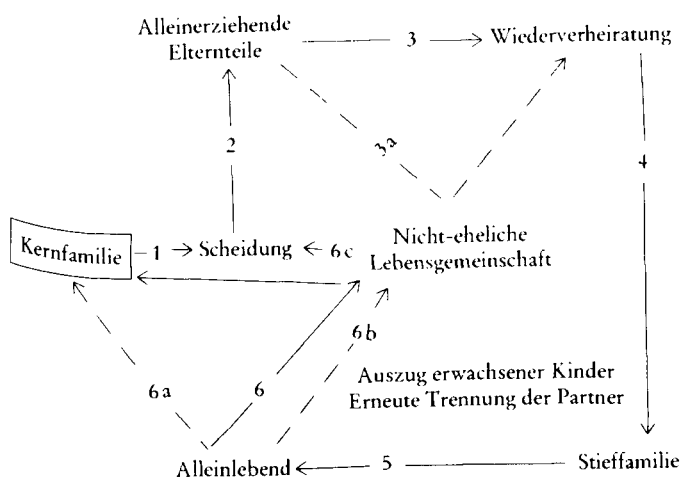 Alleinerziehende
Elternteile
3
Wiederverheiratung
2
3a
4
Kernfamilie
1
Scheidung
6c
Nicht-eheliche
Lebensgemeinschaft
6b
6a
6
Auszug erwachsener Kinder
Erneute Trennung der Partner
Alleinlebend
5
Stieffamilie